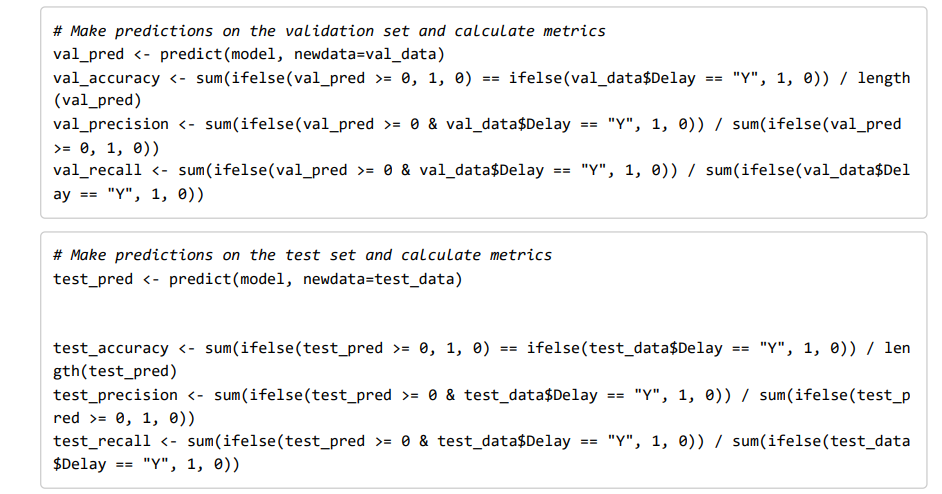 # Make predictions on the validation set and calculate metrics
val_pred <- predict(model, newdata=val_data)
val_accuracy <- sum(ifelse(val_pred >= 0, 1, 0) == ifelse(val_data$Delay == "Y", 1, 0)) / length
(val_pred)
val_precision <- sum(ifelse(val_pred >= 0 & val_data$Delay == "Y", 1, 0)) / sum(ifelse(val_pred
>= 0, 1, 0))
val_recall <- sum(ifelse(val_pred >= 0 & val_data$Delay == "Y", 1, 0)) / sum(ifelse(val_data$Del
ay == "Y", 1, 0))
# Make predictions on the test set and calculate metrics
test_pred <- predict(model, newdata=test_data)
test_accuracy <- sum(ifelse(test_pred >= 0, 1, 0) == ifelse(test_data$Delay == "Y", 1, 0)) / len
gth(test_pred)
test_precision <- sum(ifelse(test_pred >= 0 & test_data$Delay == "Y", 1, 0)) / sum(ifelse(test_p
red >= 0, 1, 0))
test_recall <- sum(ifelse(test_pred >= 0 & test_data$Delay == "Y", 1, 0)) / sum(ifelse(test_data
$Delay == "Y", 1, 0))